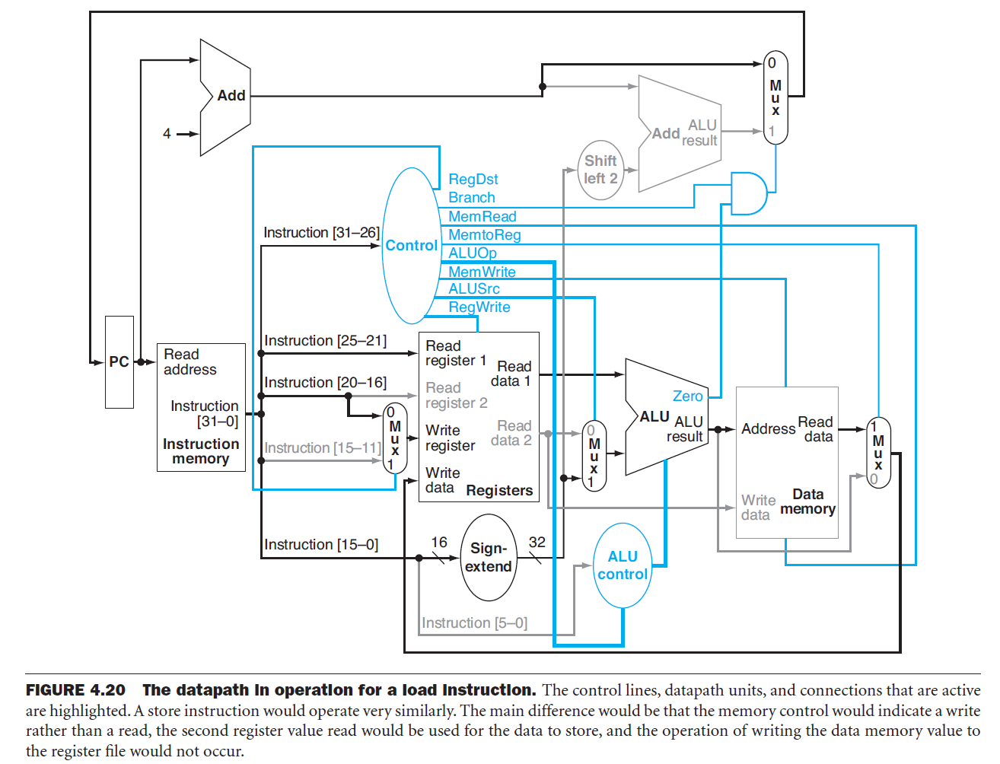 0
M
u
x
1
Add
4
Add ALU
result
Shift
left 2
RegDst
Branch
MemRead
MemtoReg
ALUOp
MemWrite
ALUSrc
RegWrite
Instruction [31–26]
Control
Instruction [25–21]
Instruction [20–16]
Instruction [15–11]
Instruction [15–0]
Instruction [5–0]
PC
Read
address
Instruction
[31–0]
Instruction
memory
0
M
u
x
1
Read
register 1
Read
register 2
Write
register
Write
data
Read
data 1
Read
data 2
Registers
0
M
u
x
1
Zero
ALU ALU
result
Address
Read
data
Write
data
Data
memory
1
M
u
x
0
16
Sign-
extend
32
ALU
control
FIGURE 4.20 The datapath in operation for a load instruction. The control lines, datapath units, and connections that are active
are highlighted. A store instruction would operate very similarly. The main difference would be that the memory control would indicate a write
rather than a read, the second register value read would be used for the data to store, and the operation of writing the data memory value to
the register file would not occur.